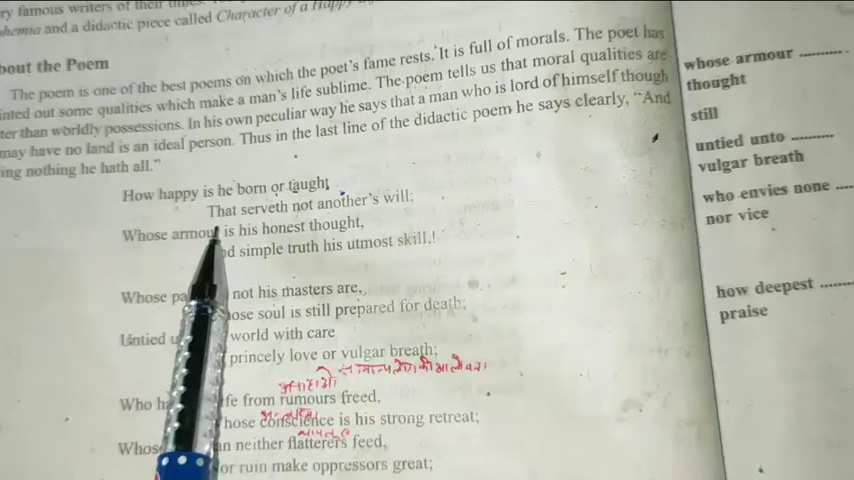 ry famous writers of their times.
hemia and a didactic piece called Character of a Happy
bout the Poem
The poem is one of the best poems on which the poet's fame rests. It is full of morals. The poet has
inted out some qualities which make a man's life sublime. The poem tells us that moral qualities are
ter than worldly possessions. In his own peculiar way he says that a man who is lord of himself though
may have no land is an ideal person. Thus in the last line of the didactic poem he says clearly, "And
ing nothing he hath all."
How happy is he born or taught
That serveth not another's will;
Whose armour is his honest thought,
nd simple truth his utmost skill.!
Whose pa not his masters are,
ose soul is still prepared for death;
Untied u world with care
princely love or vulgar breath;
Who h fe from rumours freed,
hose conscience is his strong retreat;
Whos an neither flatterers feed,
or ruin make oppressors great;
whose armour ..........
thought
still
untied unto ..........
vulgar breath
who envies none ....
nor vice
how deepest ........
praise